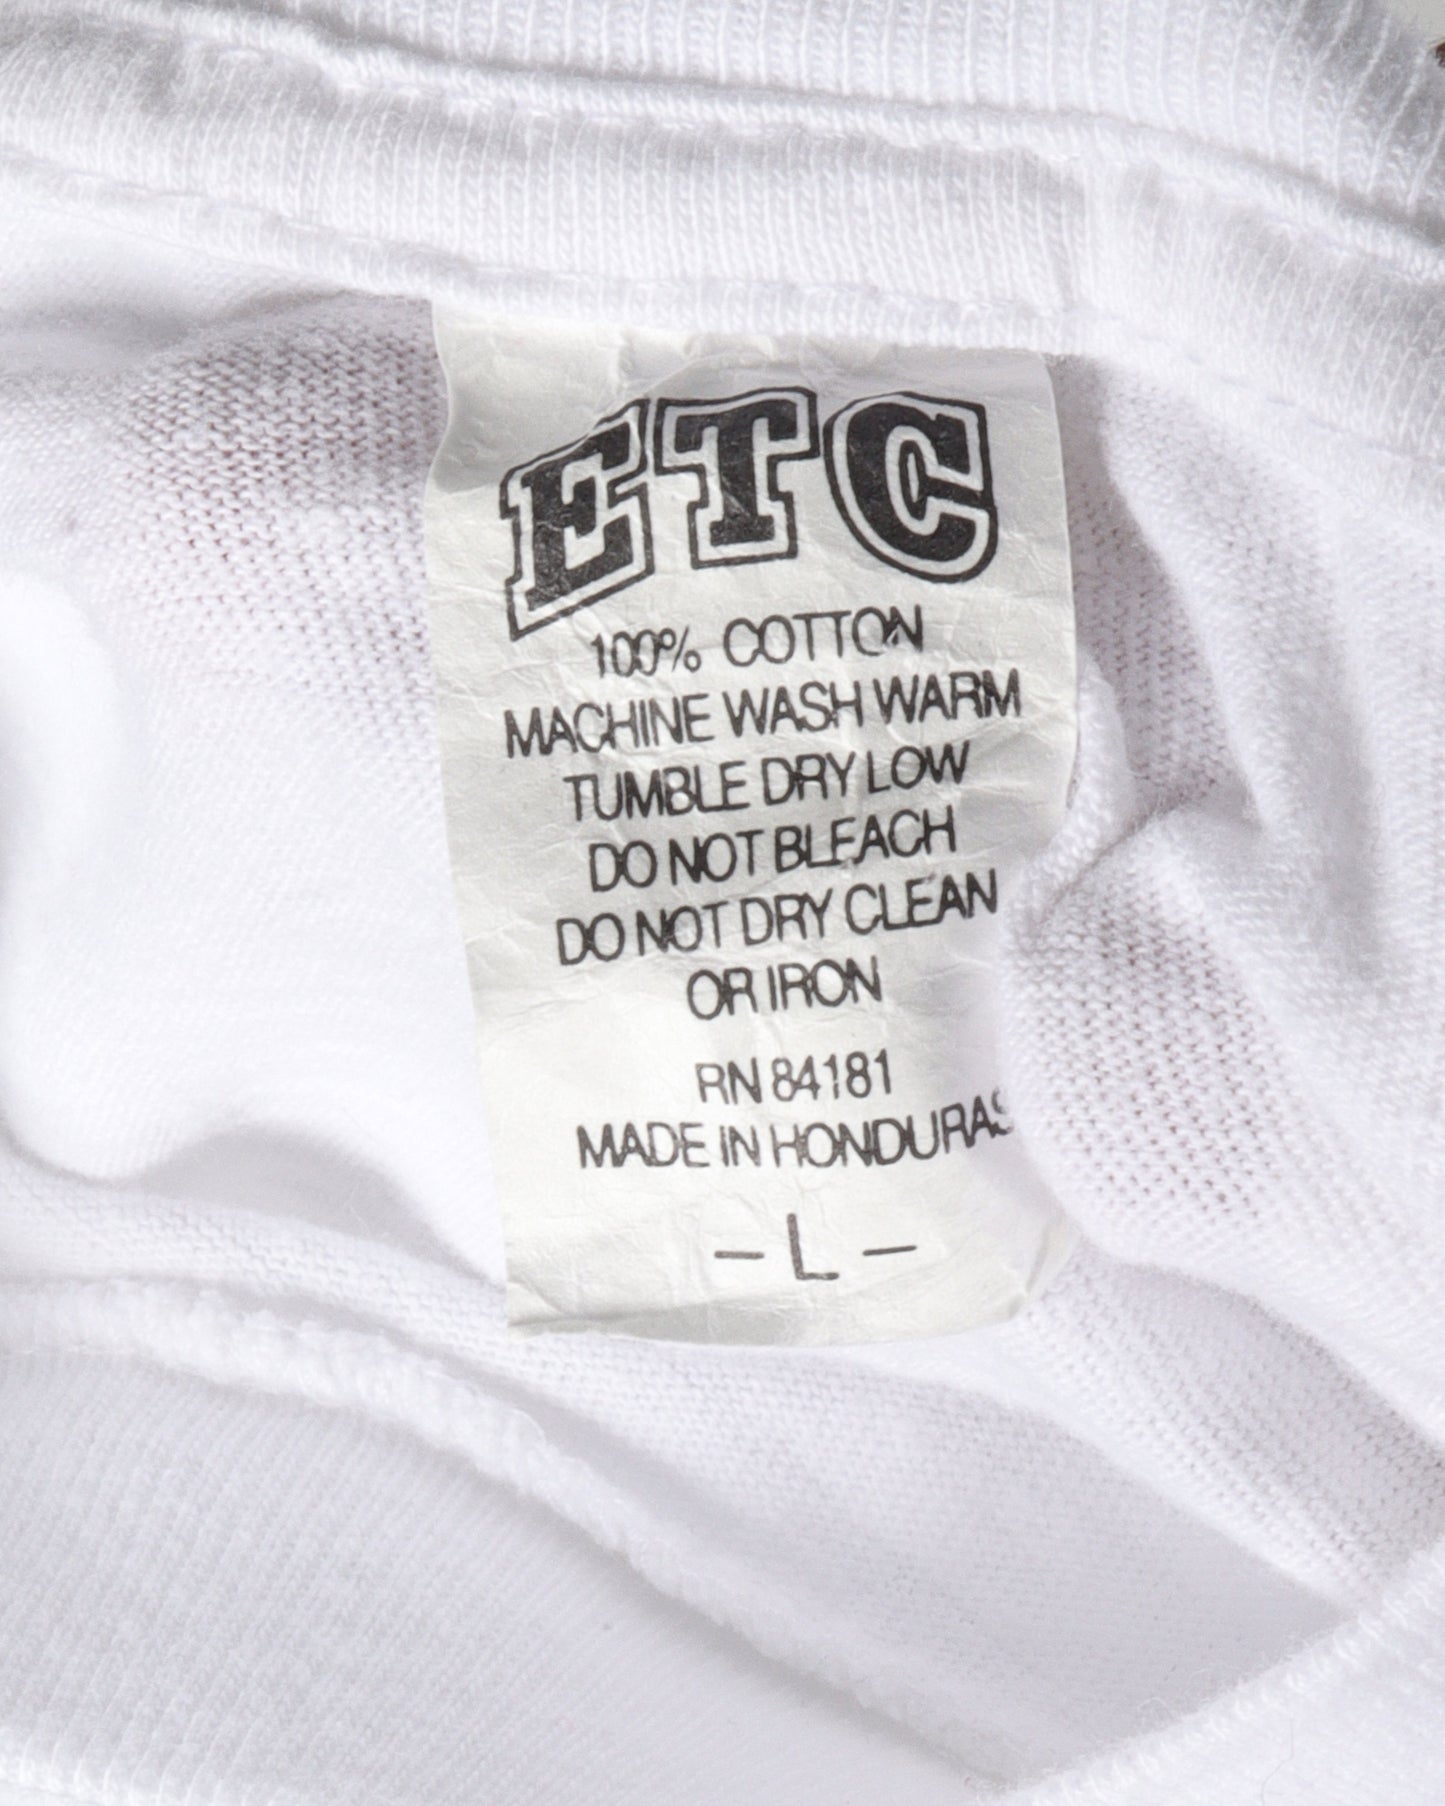 ETC
100% COTTON
MACHINE WASH WARM
TUMBLE DRY LOW
DO NOT BLEACH
DO NOT DRY CLEAN
OR IRON
RN 84181
MADE IN HONDURAS
– L –